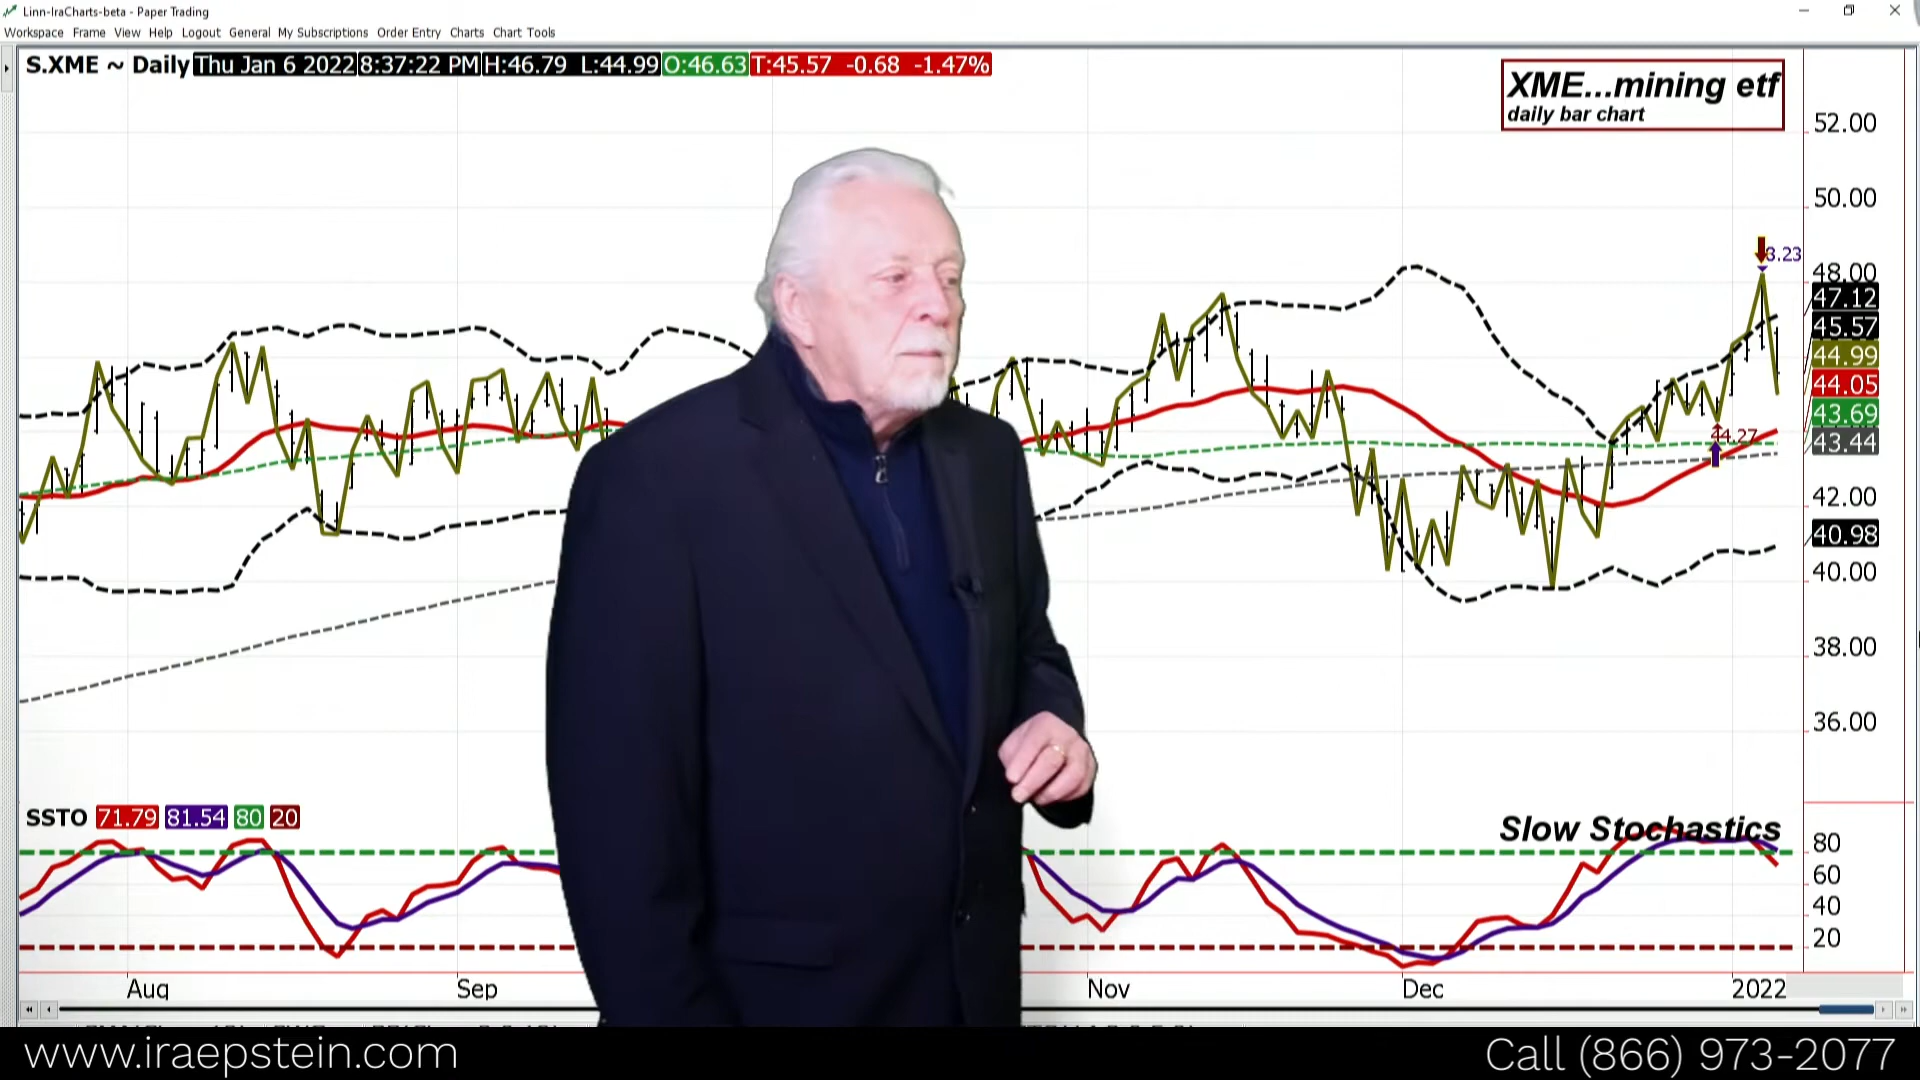 Linn-IraCharts-beta - Paper Trading
Workspace Frame View Help Logout General My Subscriptions Order Entry Charts Chart Tools
S.XME ~ Daily Thu Jan 6 2022 8:37:22 PM H:46.79 L:44.99 O:46.63 T:45.57 -0.68 -1.47%
XME...mining etf
daily bar chart
52.00
50.00
8.23
48.00
47.12
45.57
44.99
44.05
43.69
44.27
43.44
42.00
40.98
40.00
38.00
36.00
SSTO 71.79 81.54 80 20
Slow Stochastics
80
60
40
20
Aug Sep Nov Dec 2022
www.iraepstein.com Call (866) 973-2077